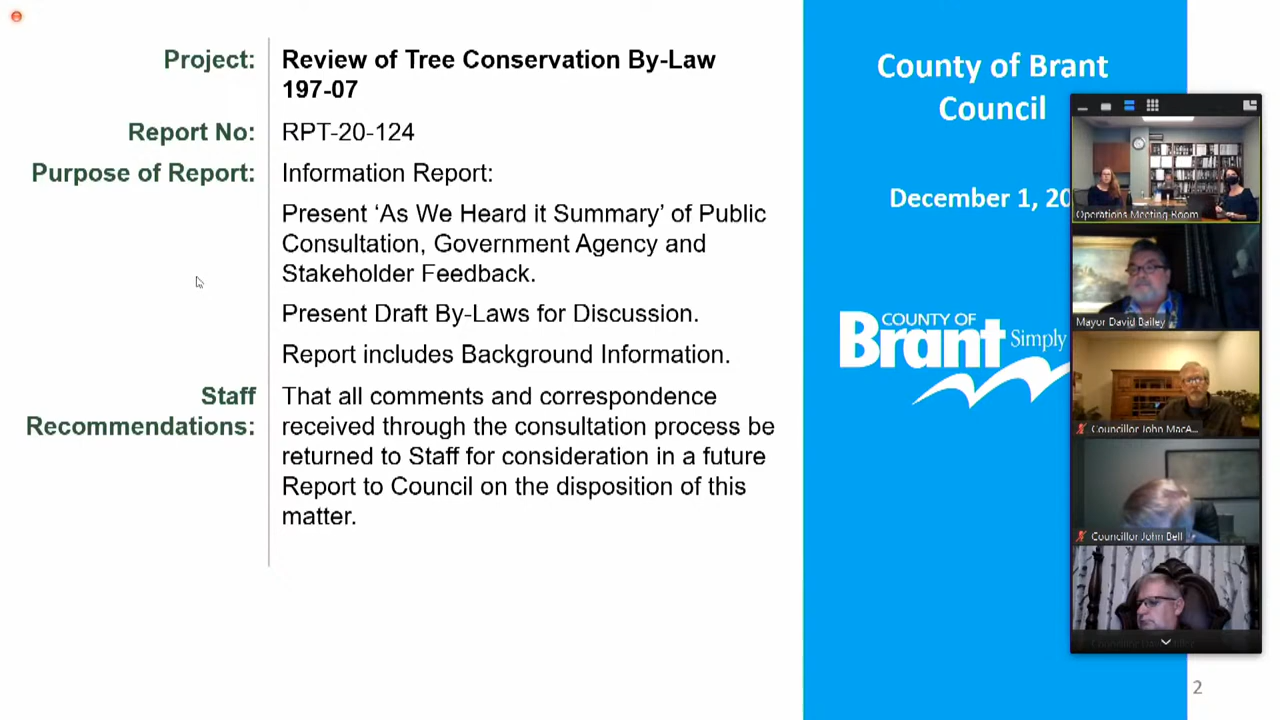 Project:
Review of Tree Conservation By-Law
197-07
Report No:
RPT-20-124
Purpose of Report:
Information Report:
Present ‘As We Heard it Summary’ of Public
Consultation, Government Agency and
Stakeholder Feedback.
Present Draft By-Laws for Discussion.
Report includes Background Information.
Staff
Recommendations:
That all comments and correspondence
received through the consultation process be
returned to Staff for consideration in a future
Report to Council on the disposition of this
matter.
County of Brant
Council
December 1, 20
COUNTY OF
Brant
Simply
Operations Meeting Room
Mayor David Bailey
Councillor John MacA...
Councillor John Bell
2